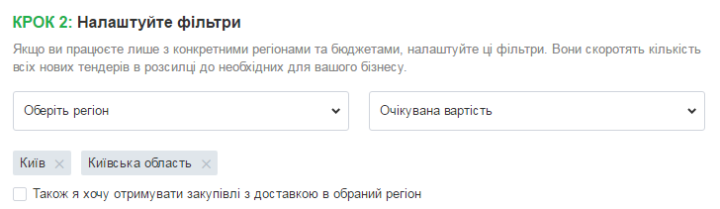 КРОК 2: Налаштуйте фільтри
Якщо ви працюєте лише з конкретними регіонами та бюджетами, налаштуйте ці фільтри. Вони скоротять кількість
всіх нових тендерів в розсилці до необхідних для вашого бізнесу.
Оберіть регіон Очікувана вартість
Київ Київська область
Також я хочу отримувати закупівлі з доставкою в обраний регіон